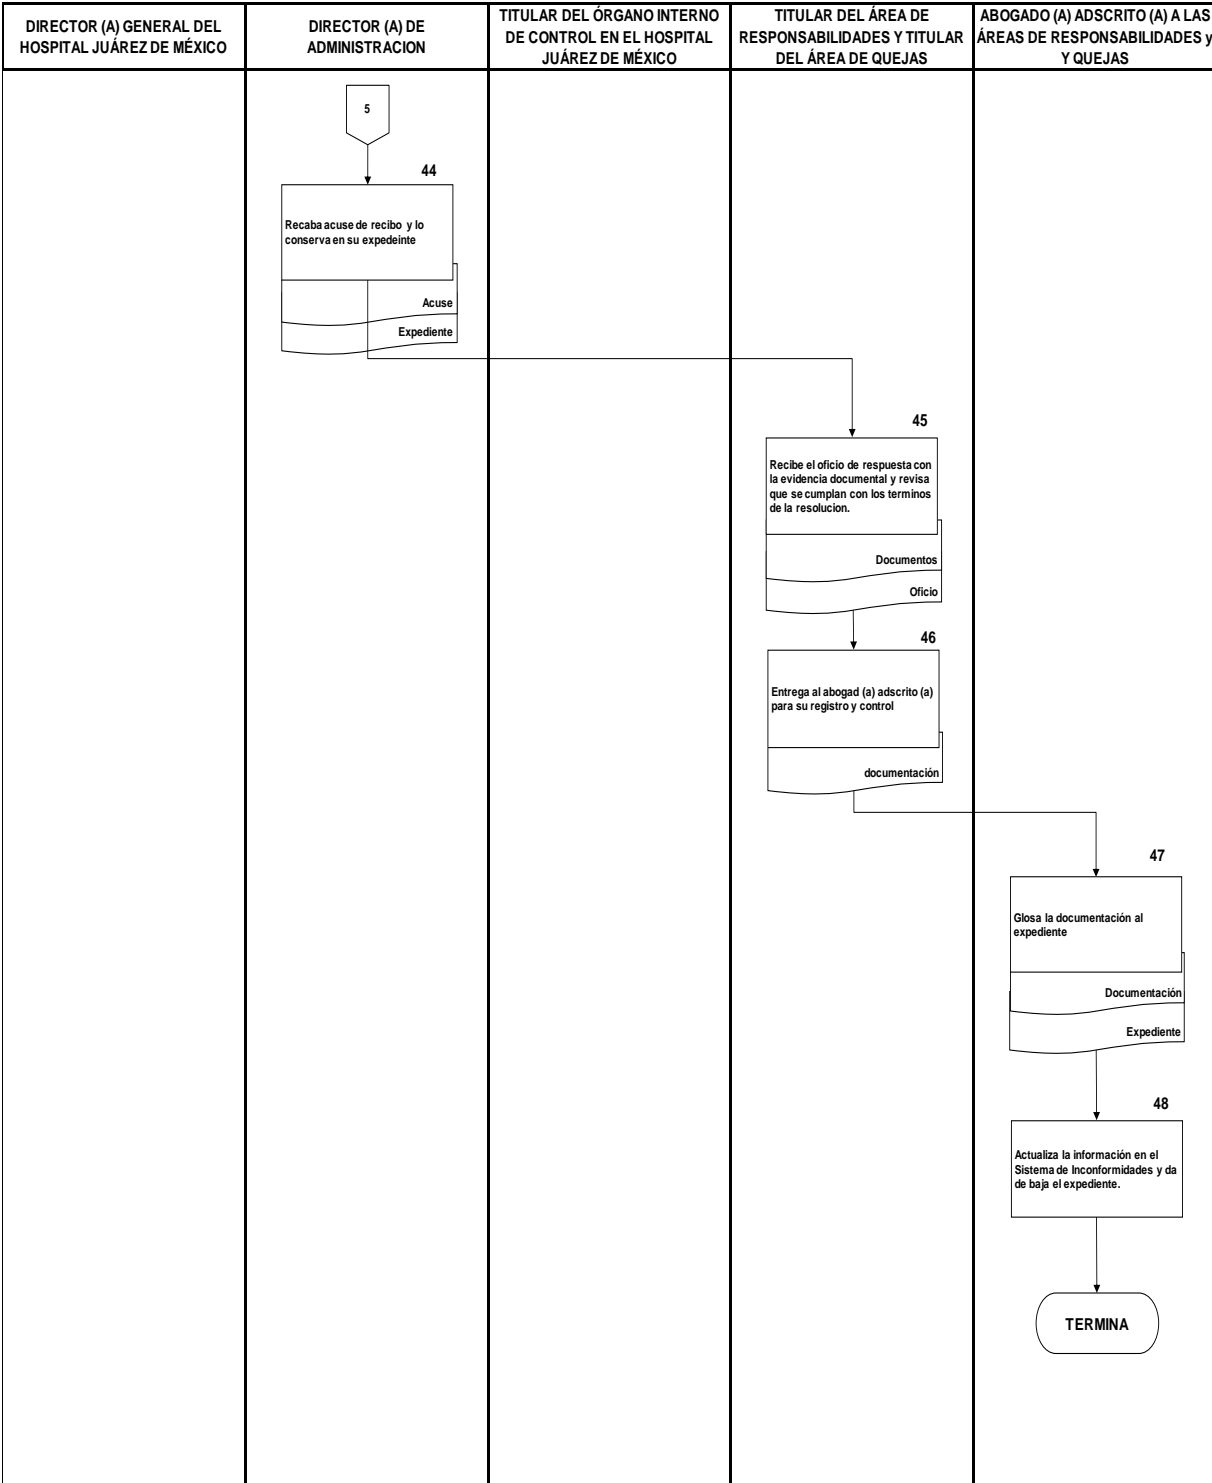 DIRECTOR (A) GENERAL DEL
HOSPITAL JUÁREZ DE MÉXICO
DIRECTOR (A) DE
ADMINISTRACION
TITULAR DEL ÓRGANO INTERNO
DE CONTROL EN EL HOSPITAL
JUÁREZ DE MÉXICO
TITULAR DEL ÁREA DE
RESPONSABILIDADES Y TITULAR
DEL ÁREA DE QUEJAS
ABOGADO (A) ADSCRITO (A) A LAS
ÁREAS DE RESPONSABILIDADES y
Y QUEJAS
5
44
Recaba acuse de recibo y lo
conserva en su expedeinte
Acuse
Expediente
45
Recibe el oficio de respuesta con
la evidencia documental y revisa
que se cumplan con los terminos
de la resolucion.
Documentos
Oficio
46
Entrega al abogad (a) adscrito (a)
para su registro y control
documentación
47
Glosa la documentación al
expediente
Documentación
Expediente
48
Actualiza la información en el
Sistema de Inconformidades y da
de baja el expediente.
TERMINA